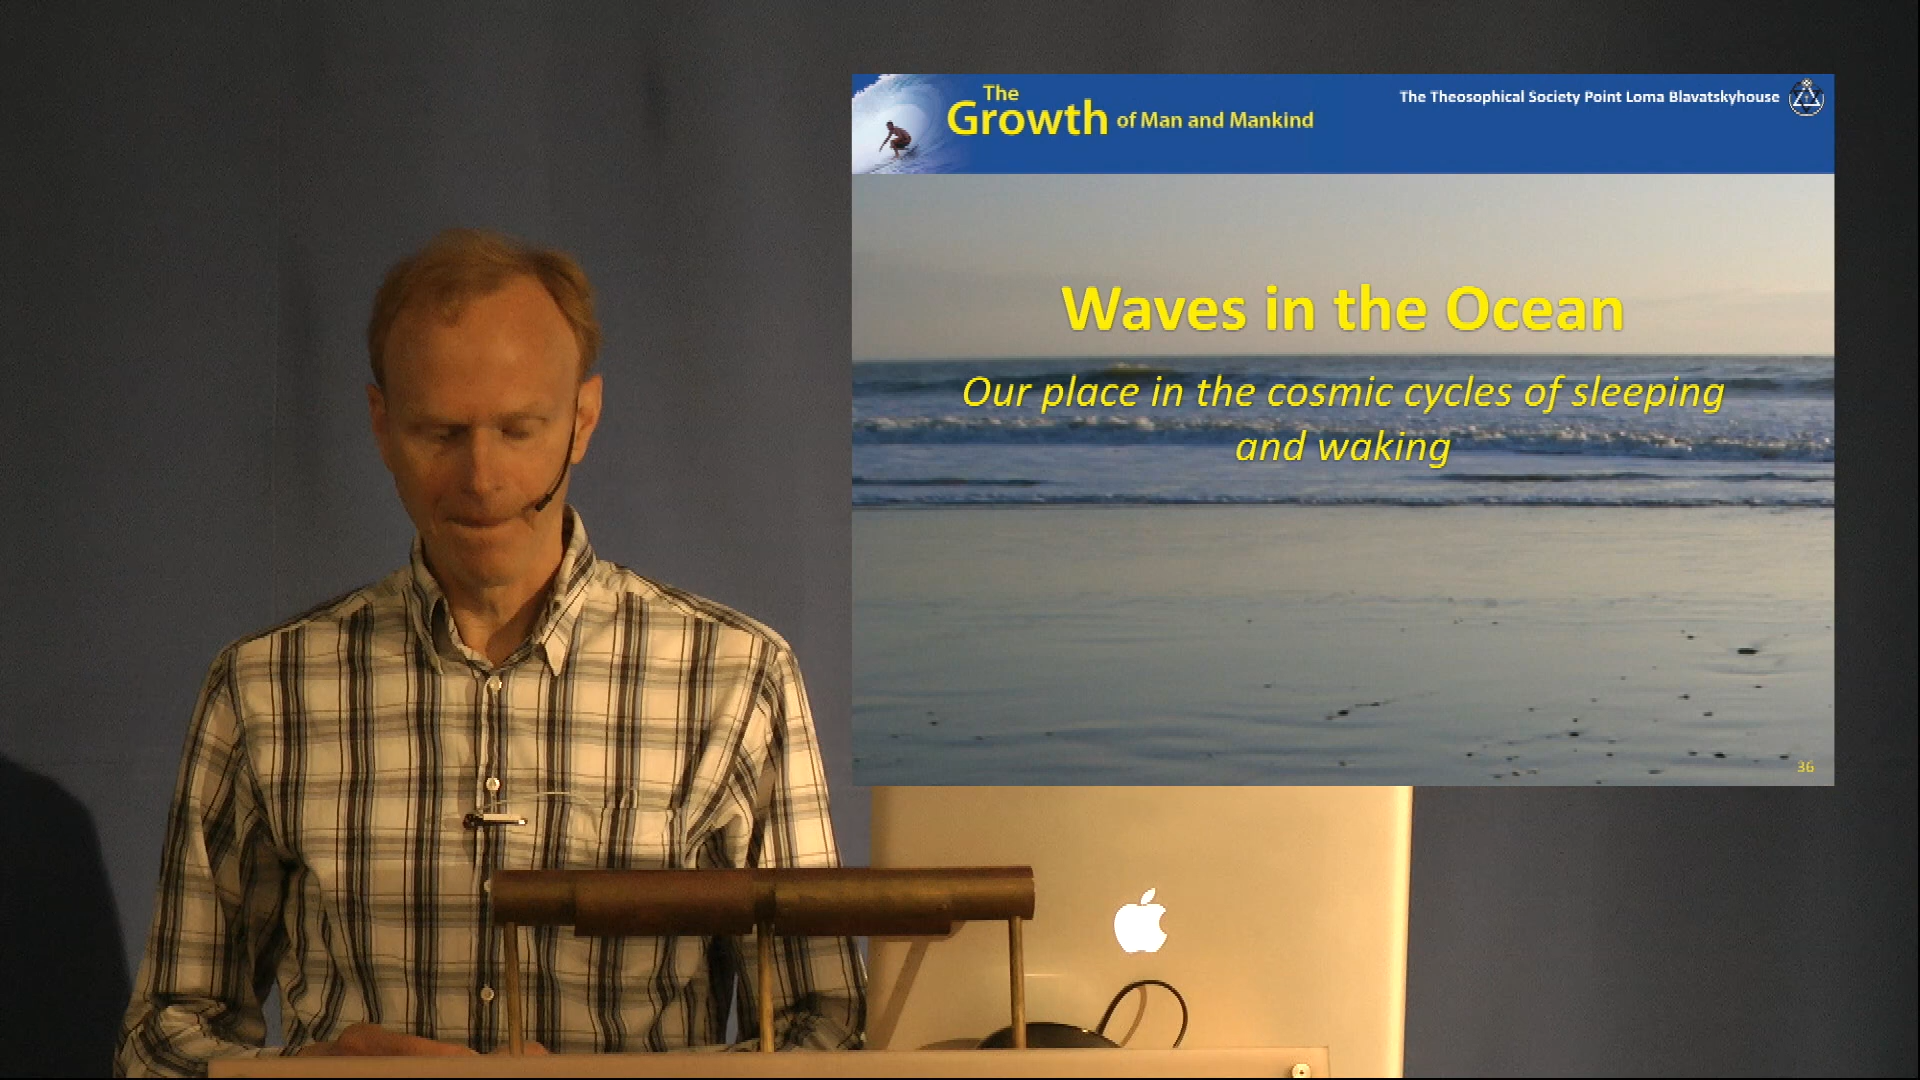 The
Growth of Man and Mankind
The Theosophical Society Point Loma Blavatskyhouse
Waves in the Ocean
Our place in the cosmic cycles of sleeping
and waking
36